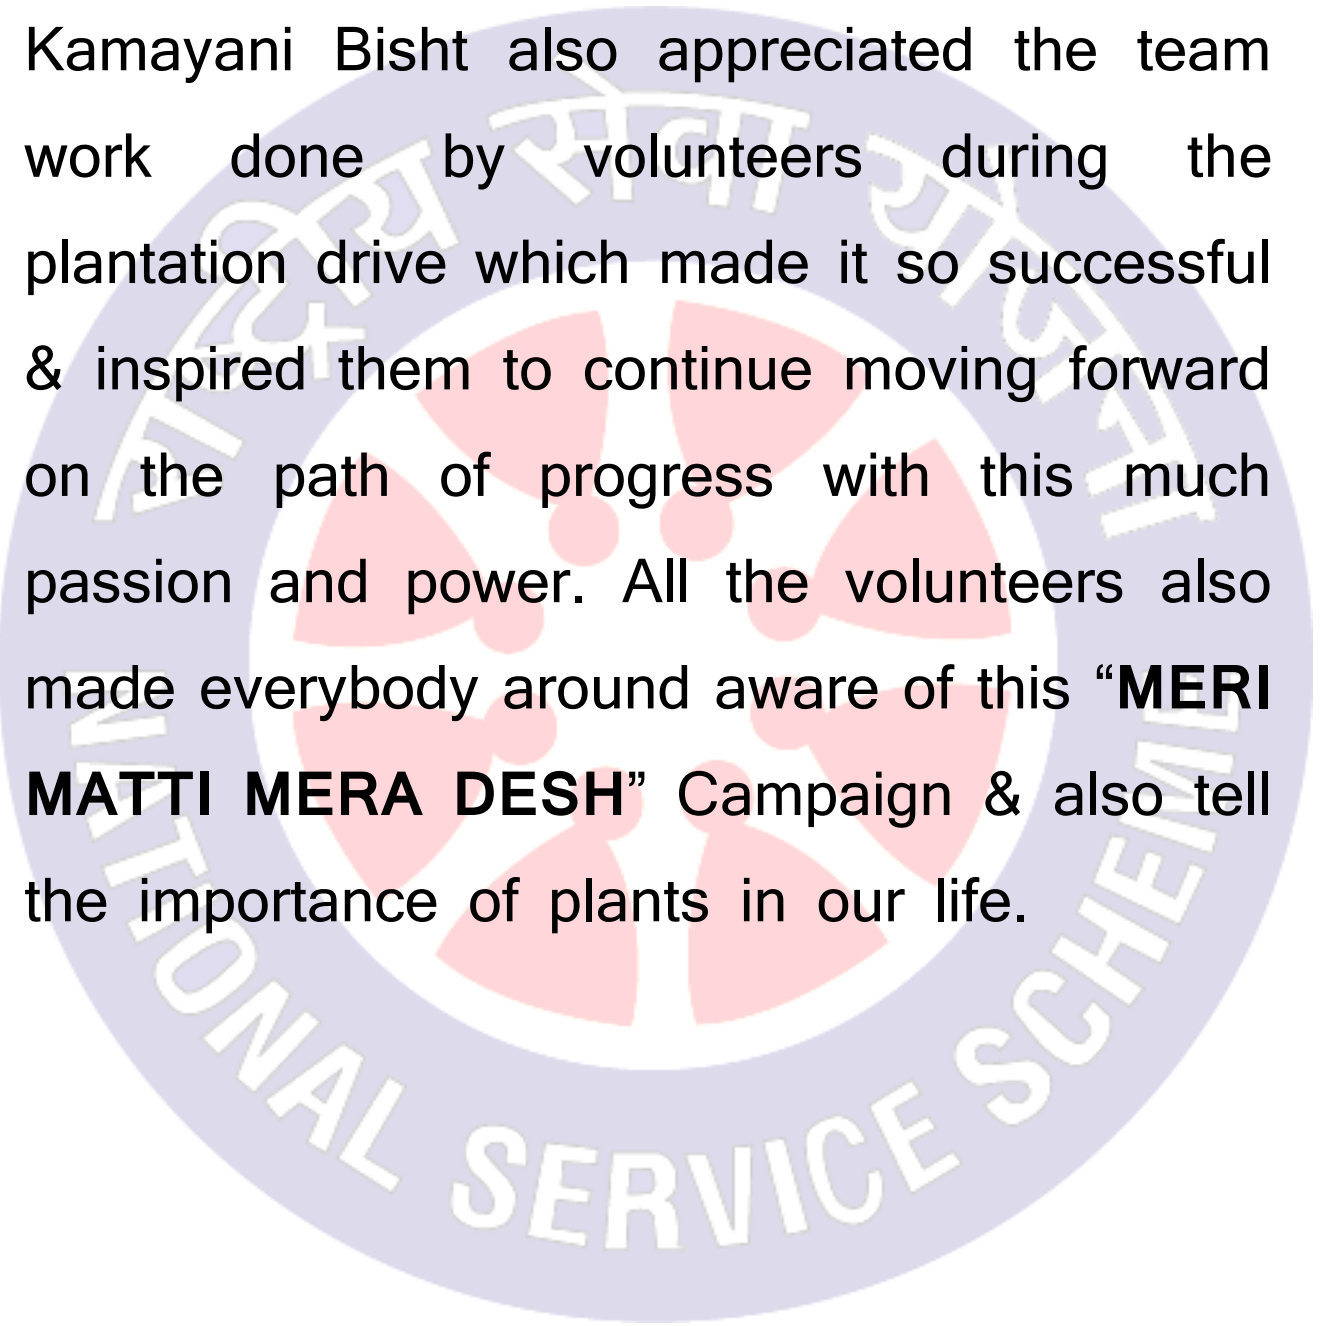 Kamayani Bisht also appreciated the team
work done by volunteers during the
plantation drive which made it so successful
& inspired them to continue moving forward
on the path of progress with this much
passion and power. All the volunteers also
made everybody around aware of this “MERI
MATTI MERA DESH” Campaign & also tell
the importance of plants in our life.
राष्ट्रीय सेवा योजना
NATIONAL SERVICE SCHEME